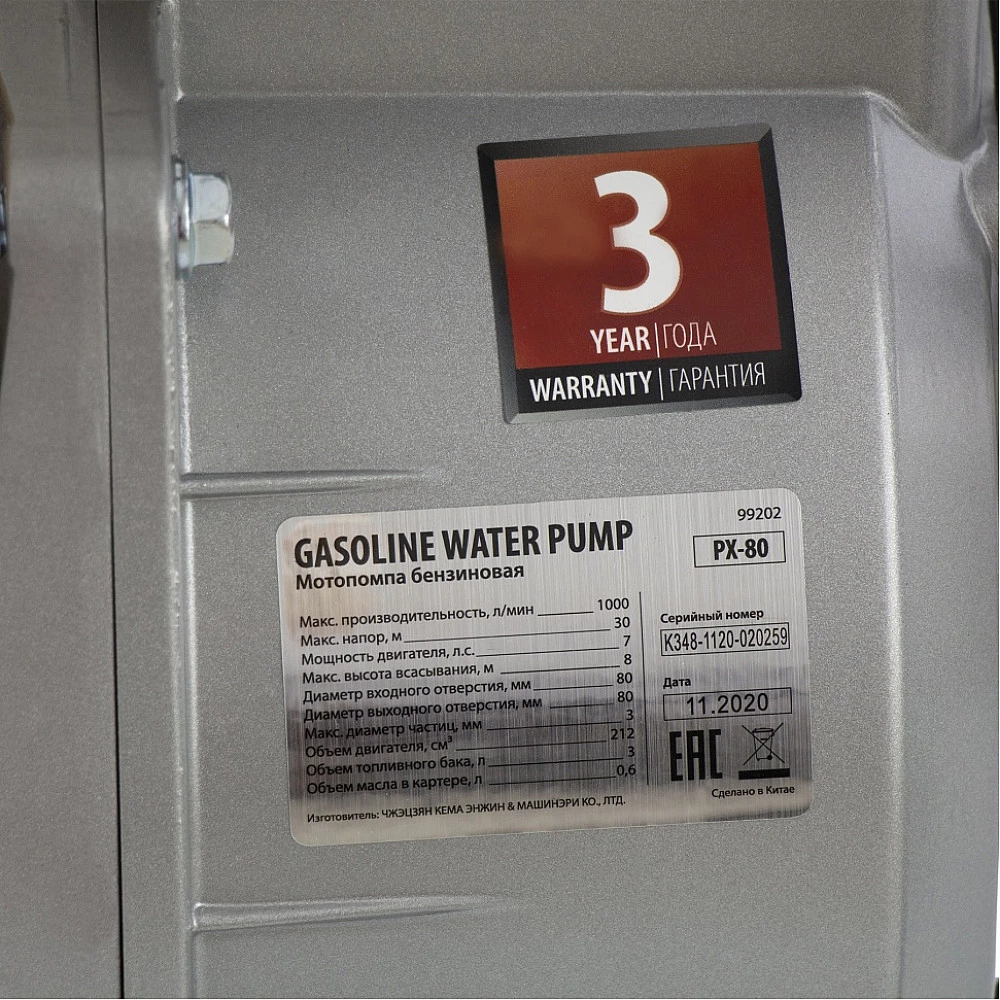 3
YEAR | ГОДА
WARRANTY | ГАРАНТИЯ
99202
GASOLINE WATER PUMP
PX-80
Мотопомпа бензиновая
Макс. производительность, л/мин 1000
Макс. напор, м 30
Мощность двигателя, л.с. 7
Макс. высота всасывания, м 8
Диаметр входного отверстия, мм 80
Диаметр выходного отверстия, мм 80
Макс. диаметр частиц, мм 3
Объем двигателя, см³ 212
Объем топливного бака, л 3
Объем масла в картере, л 0,6
Изготовитель: ЧЖЭЦЗЯН КЕМА ЭНЖИН & МАШИНЭРИ КО., ЛТД.
Серийный номер
K348-1120-020259
Дата
11.2020
EAC
Сделано в Китае